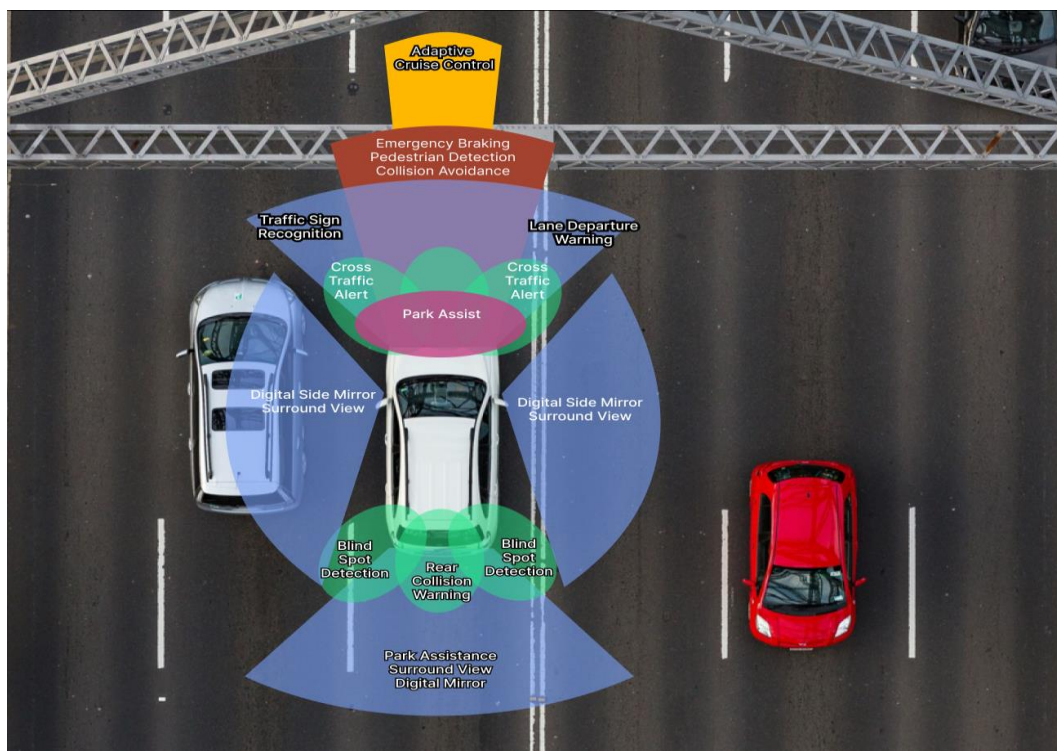 Adaptive
Cruise Control
Emergency Braking
Pedestrian Detection
Collision Avoidance
Traffic Sign
Recognition
Lane Departure
Warning
Cross
Traffic
Alert
Cross
Traffic
Alert
Park Assist
Digital Side Mirror
Surround View
Digital Side Mirror
Surround View
Blind
Spot
Detection
Rear
Collision
Warning
Blind
Spot
Detection
Park Assistance
Surround View
Digital Mirror